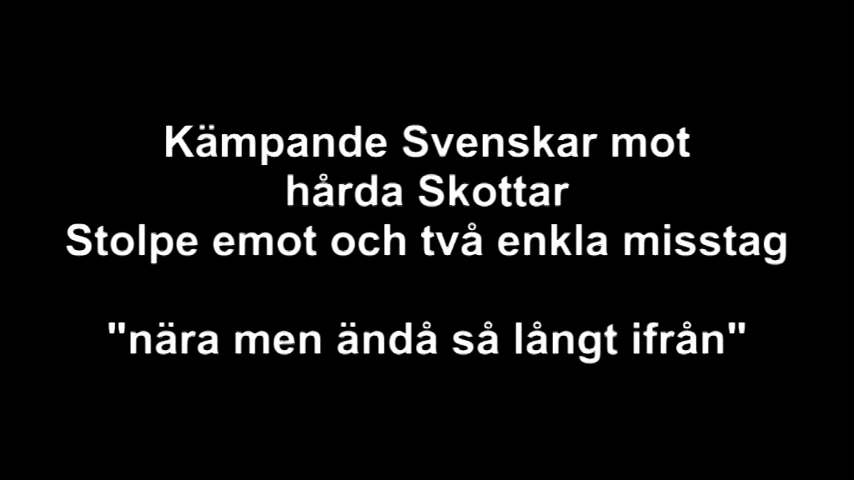 Kämpande Svenskar mot
hårda Skottar
Stolpe emot och två enkla misstag
"nära men ändå så långt ifrån"